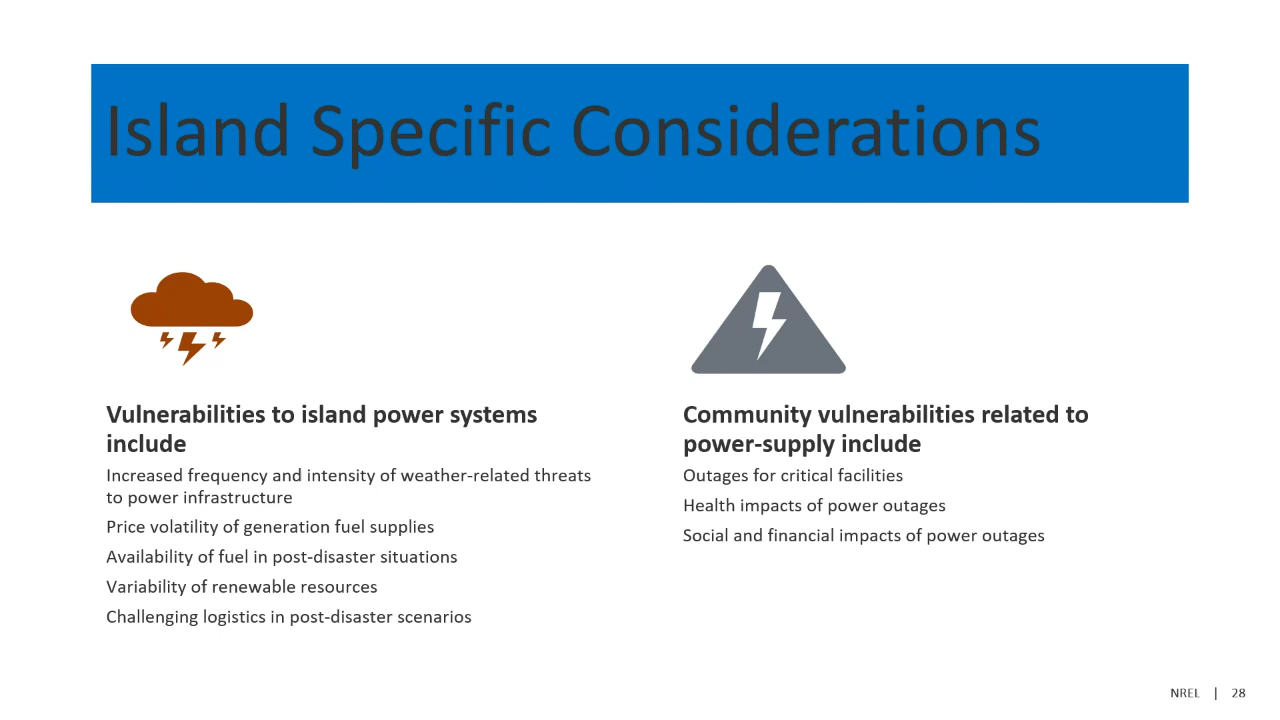 Island Specific Considerations
Vulnerabilities to island power systems
include
Increased frequency and intensity of weather-related threats
to power infrastructure
Price volatility of generation fuel supplies
Availability of fuel in post-disaster situations
Variability of renewable resources
Challenging logistics in post-disaster scenarios
Community vulnerabilities related to
power-supply include
Outages for critical facilities
Health impacts of power outages
Social and financial impacts of power outages
NREL | 28